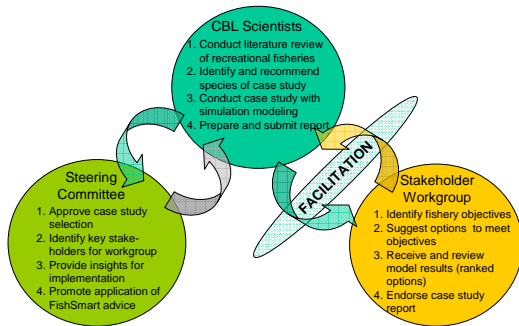 CBL Scientists
1. Conduct literature review
of recreational fisheries
2. Identify and recommend
species of case study
3. Conduct case study with
simulation modeling
4. Prepare and submit report
FACILITATION
Steering
Committee
1. Approve case study
selection
2. Identify key stake-
holders for workgroup
3. Provide insights for
implementation
4. Promote application of
FishSmart advice
Stakeholder
Workgroup
1. Identify fishery objectives
2. Suggest options to meet
objectives
3. Receive and review
model results (ranked
options)
4. Endorse case study
report